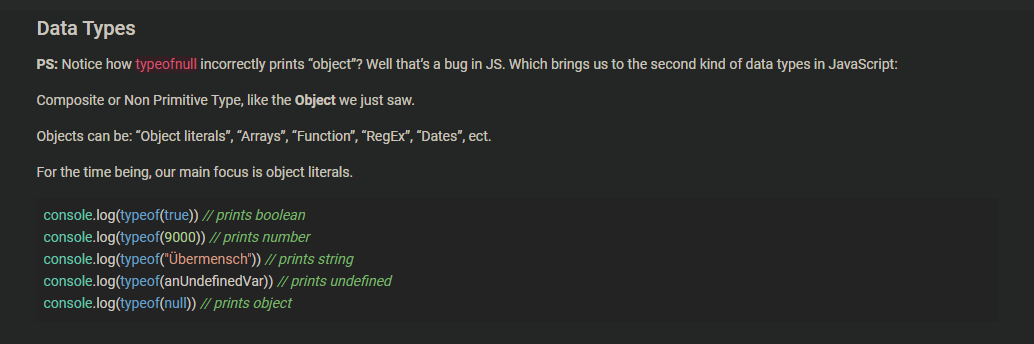 Data Types
PS: Notice how typeofnull incorrectly prints “object”? Well that’s a bug in JS. Which brings us to the second kind of data types in JavaScript:
Composite or Non Primitive Type, like the Object we just saw.
Objects can be: “Object literals”, “Arrays”, “Function”, “RegEx”, “Dates”, ect.
For the time being, our main focus is object literals.
console.log(typeof(true)) // prints boolean
console.log(typeof(9000)) // prints number
console.log(typeof("Übermensch")) // prints string
console.log(typeof(anUndefinedVar)) // prints undefined
console.log(typeof(null)) // prints object